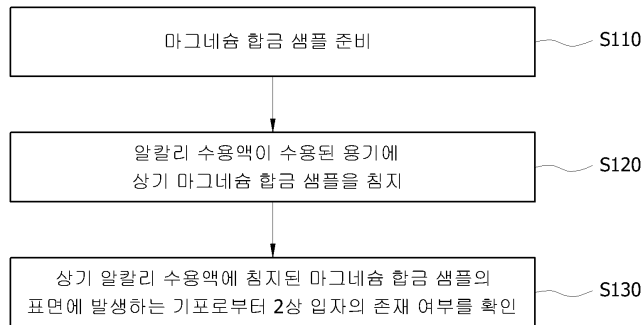 마그네슘 합금 샘플 준비
S110
알칼리 수용액이 수용된 용기에
상기 마그네슘 합금 샘플을 침지
S120
상기 알칼리 수용액에 침지된 마그네슘 합금 샘플의
표면에 발생하는 기포로부터 2상 입자의 존재 여부를 확인
S130